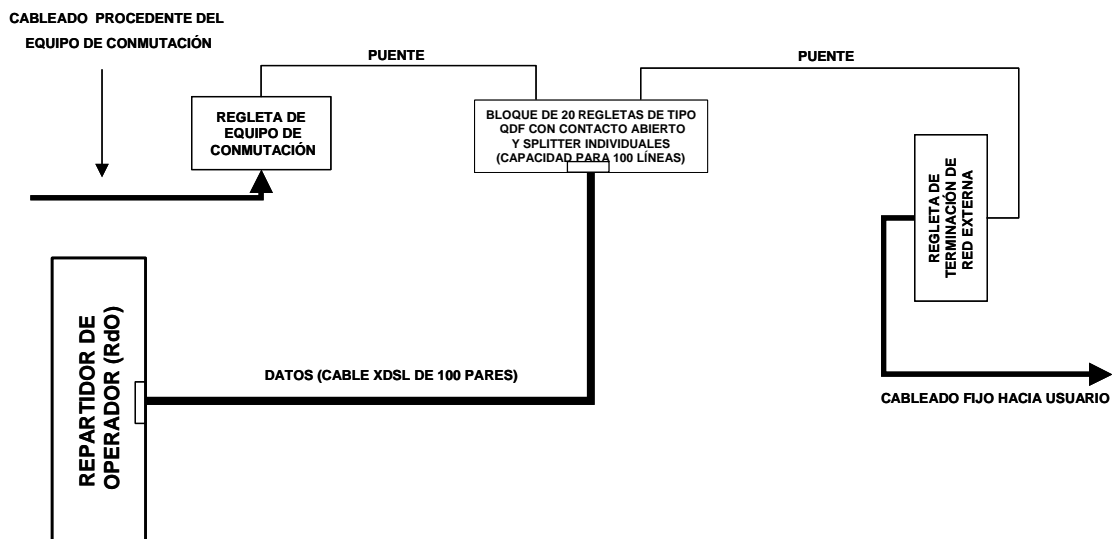 CABLEADO PROCEDENTE DEL
EQUIPO DE CONMUTACIÓN
PUENTE
PUENTE
REGLETA DE
EQUIPO DE
CONMUTACIÓN
BLOQUE DE 20 REGLETAS DE TIPO
QDF CON CONTACTO ABIERTO
Y SPLITTER INDIVIDUALES
(CAPACIDAD PARA 100 LÍNEAS)
REGLETA DE
TERMINACIÓN DE
RED EXTERNA
REPARTIDOR DE
OPERADOR (RdO)
DATOS (CABLE XDSL DE 100 PARES)
CABLEADO FIJO HACIA USUARIO